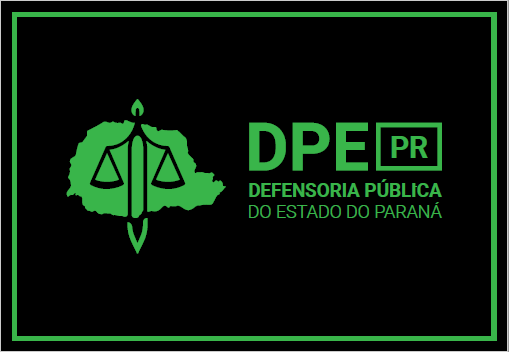 DPE PR
DEFENSORIA PÚBLICA
DO ESTADO DO PARANÁ